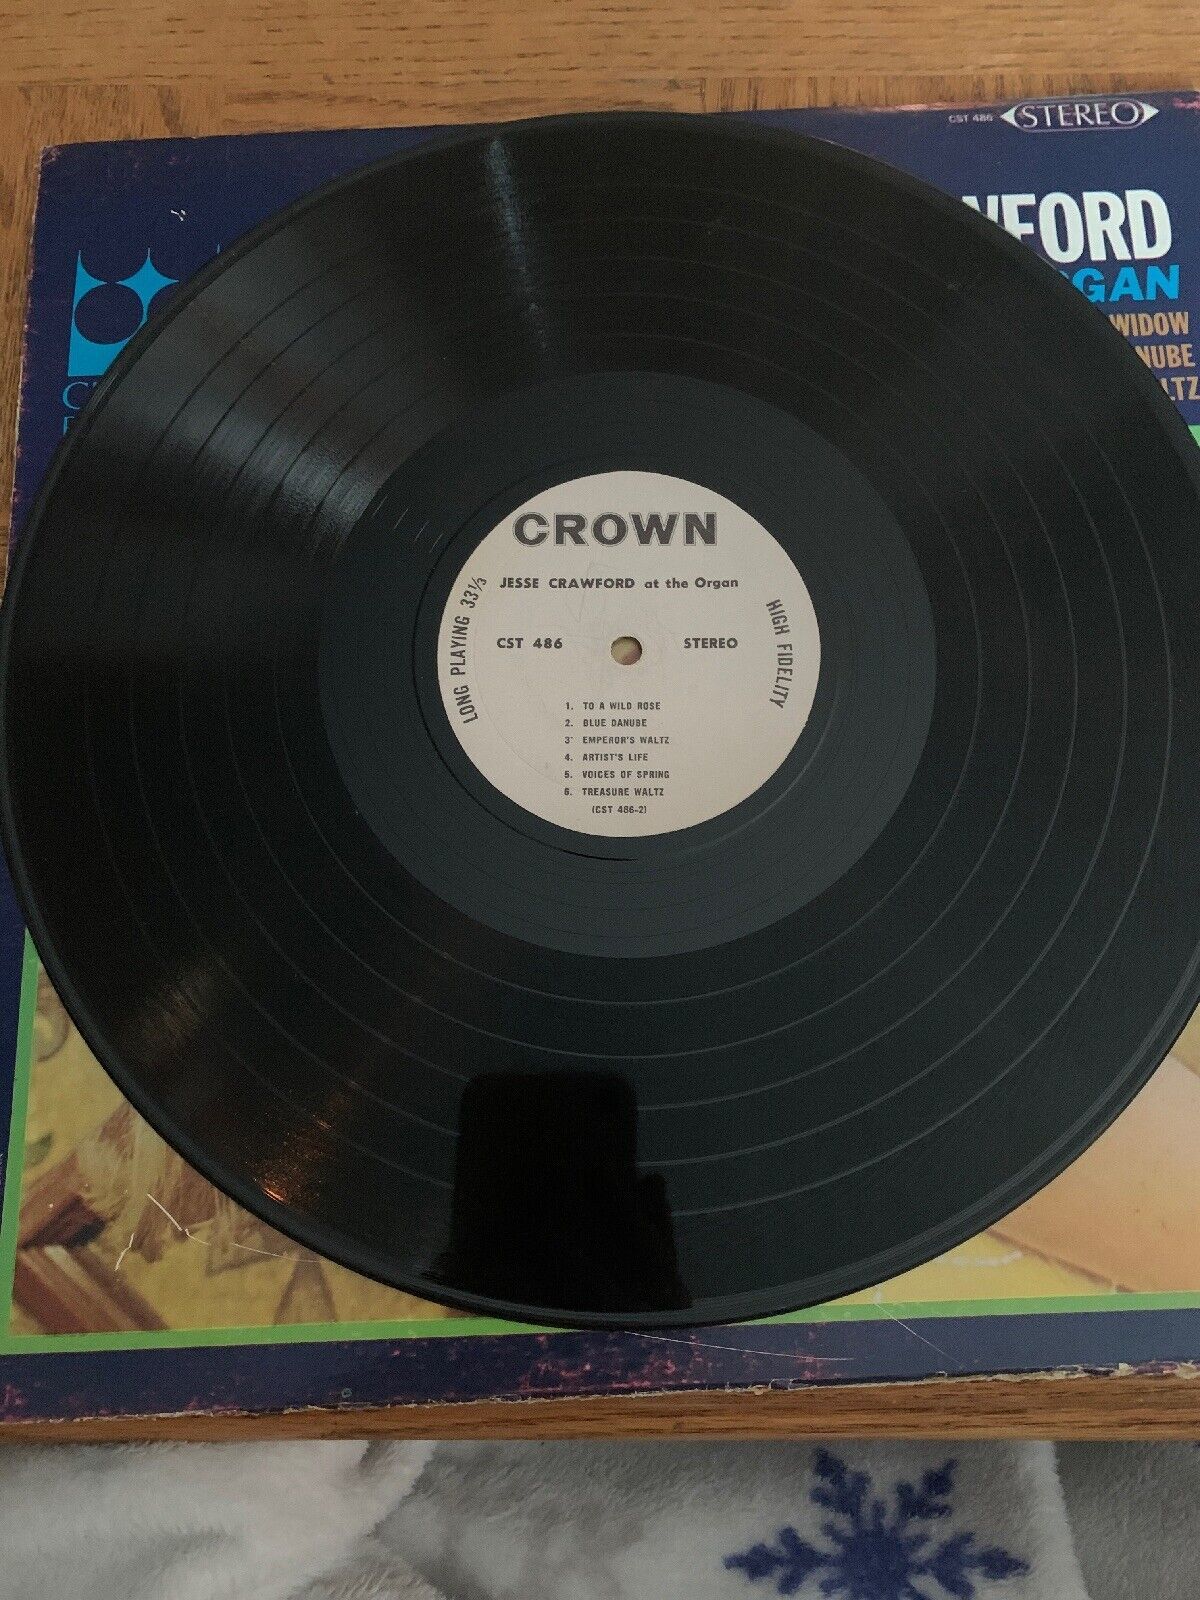 CST 486 STEREO
GAN
WIDOW
CROWN
JESSE CRAWFORD at the Organ
LONG PLAYING 33⅓
HIGH FIDELITY
CST 486 STEREO
1. TO A WILD ROSE
2. BLUE DANUBE
3. EMPEROR'S WALTZ
4. ARTIST'S LIFE
5. VOICES OF SPRING
6. TREASURE WALTZ
(CST 486-2)